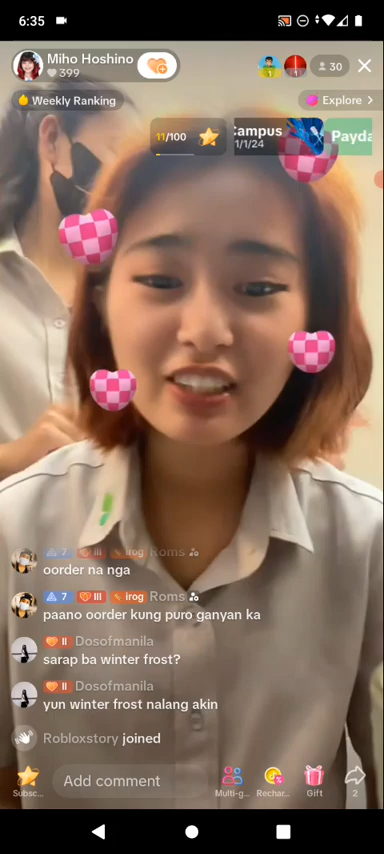 6:35
Miho Hoshino
399
30
Weekly Ranking
Explore >
11/100
Campus
1/1/24
Payda
7 III irog Roms
oorder na nga
7 III irog Roms
paano oorder kung puro ganyan ka
II Dosofmanila
sarap ba winter frost?
II Dosofmanila
yun winter frost nalang akin
Robloxstory joined
Add comment
Subsc... Multi-g... Rechar... Gift 2